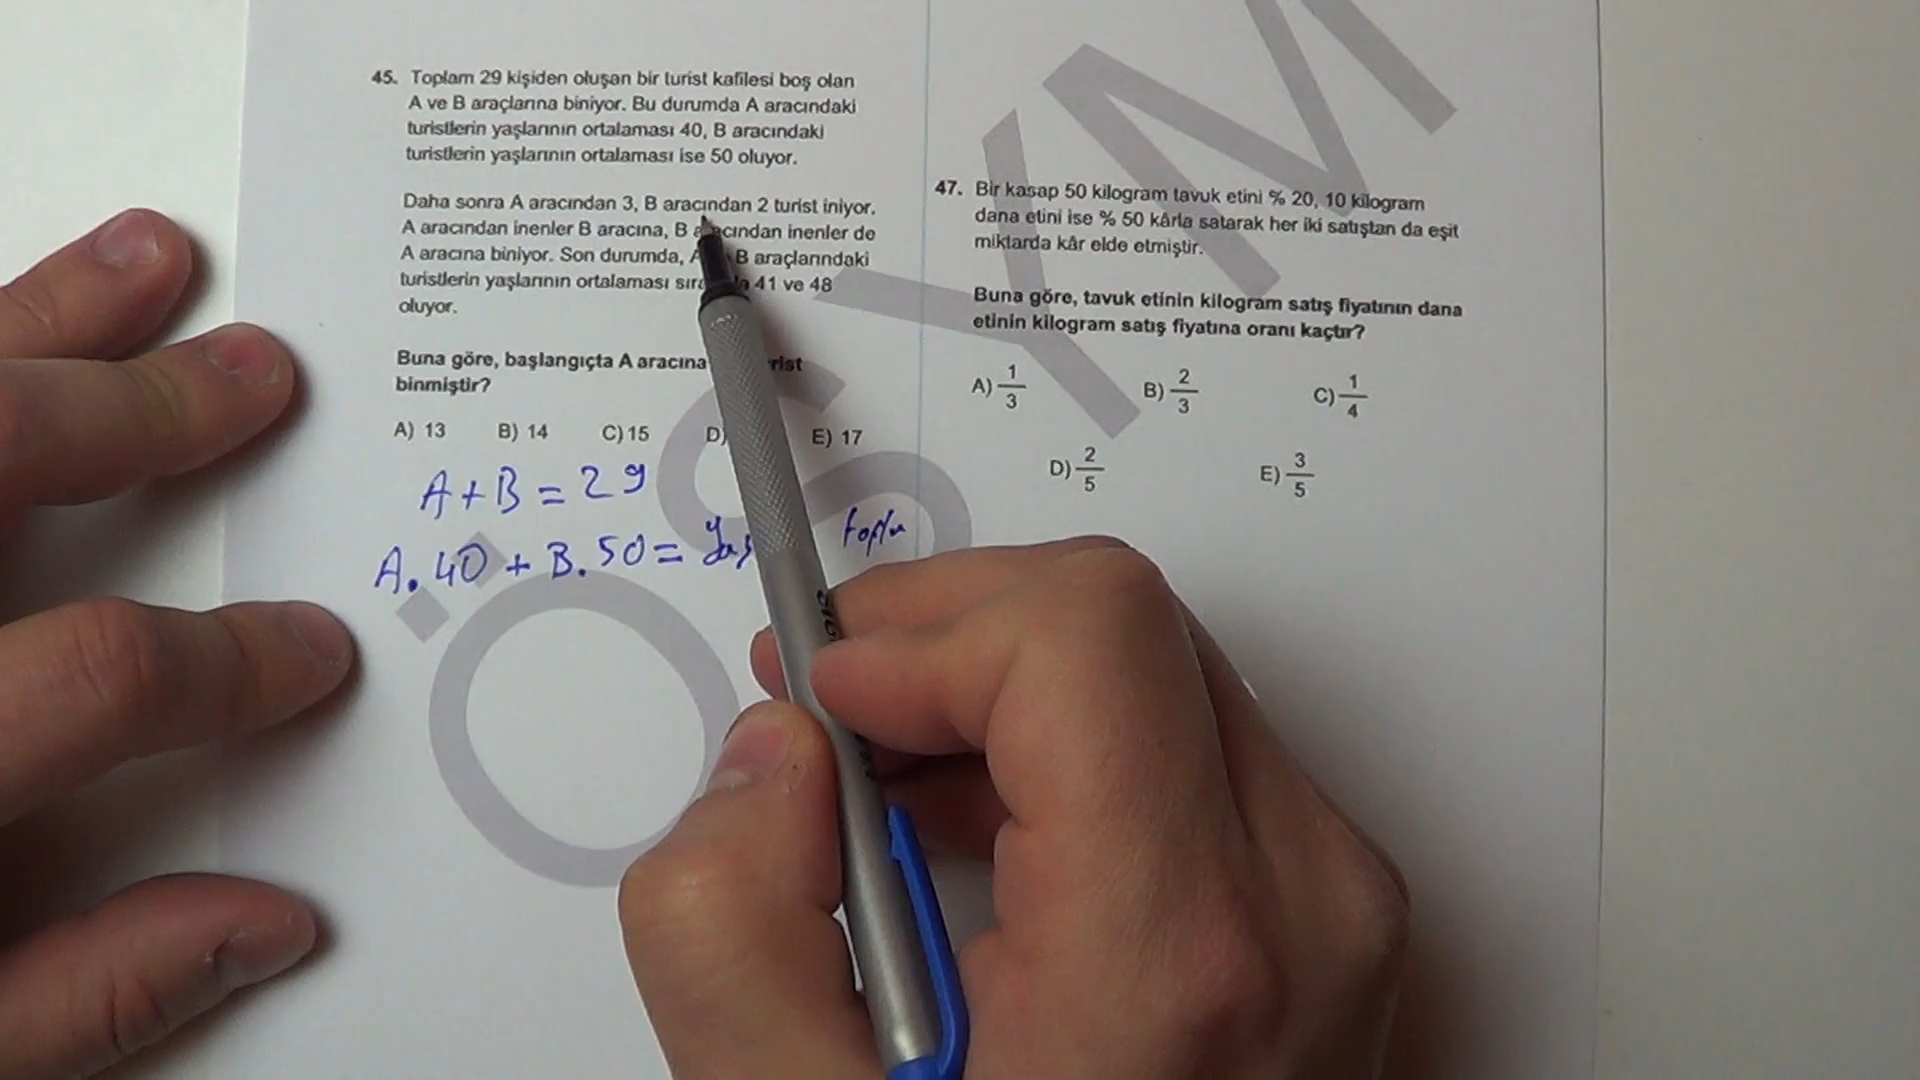 45. Toplam 29 kişiden oluşan bir turist kafilesi boş olan
A ve B araçlarına biniyor. Bu durumda A aracındaki
turistlerin yaşlarının ortalaması 40, B aracındaki
turistlerin yaşlarının ortalaması ise 50 oluyor.
Daha sonra A aracından 3, B aracından 2 turist iniyor.
A aracından inenler B aracına, B aracından inenler de
A aracına biniyor. Son durumda, A B araçlarındaki
turistlerin yaşlarının ortalaması 41 ve 48
oluyor.
Buna göre, başlangıçta A aracına
binmiştir?
A) 13 B) 14 C) 15 D) E) 17
A+B=29
A.40+B.50=Yaş
47. Bir kasap 50 kilogram tavuk etini % 20, 10 kilogram
dana etini ise % 50 kârla satarak her iki satıştan da eşit
miktarda kâr elde etmiştir.
Buna göre, tavuk etinin kilogram satış fiyatının dana
etinin kilogram satış fiyatına oranı kaçtır?
A) 1/3 B) 2/3 C) 1/4
D) 2/5 E) 3/5
ÖSYM